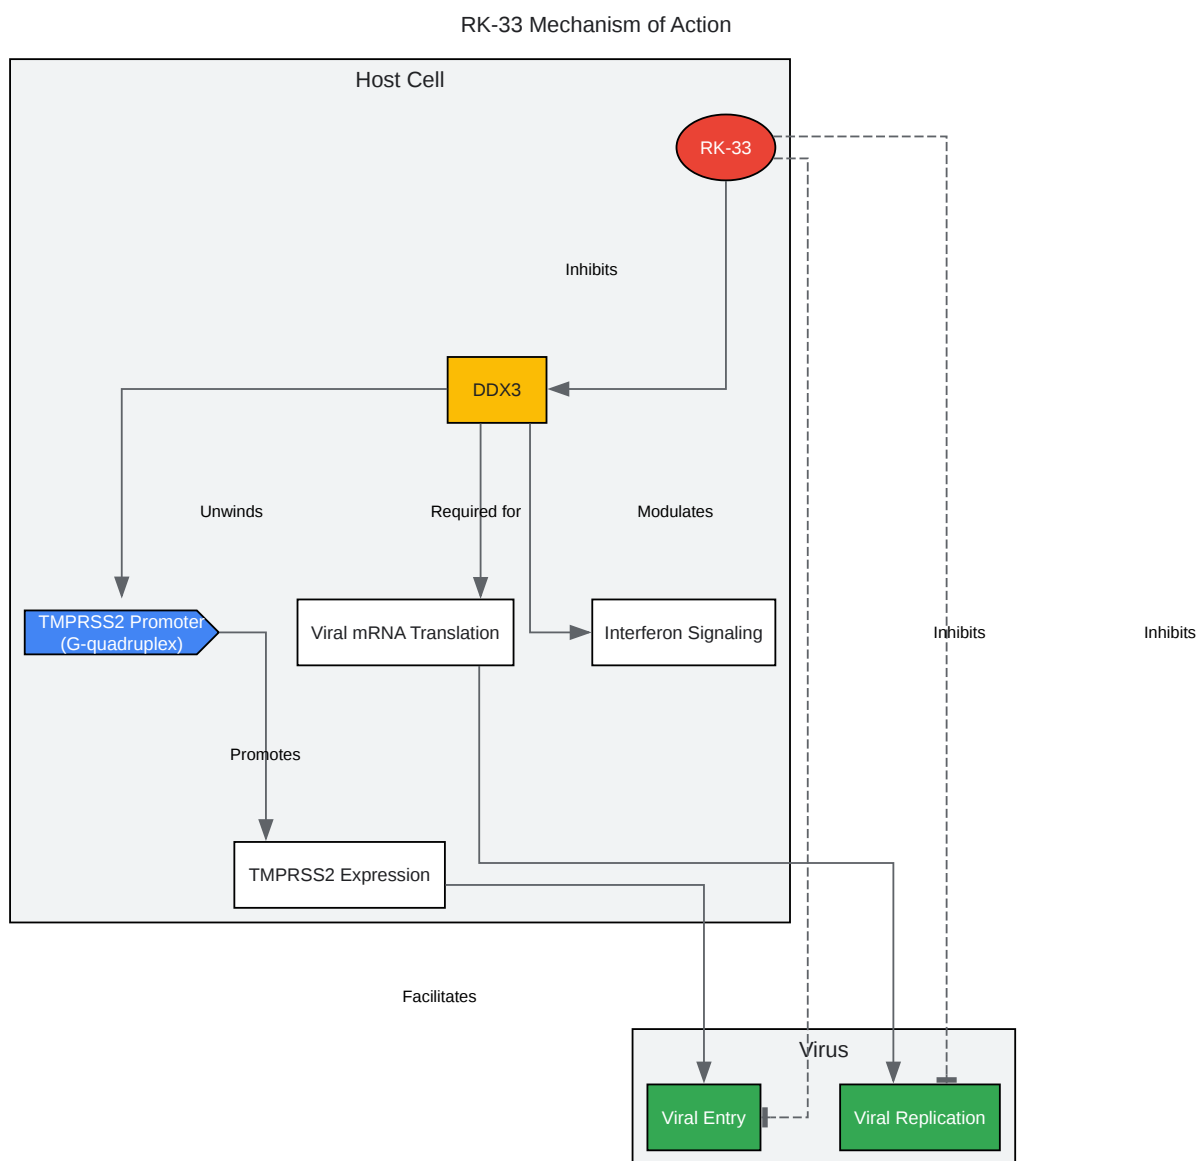 RK-33 Mechanism of Action
Host Cell
RK-33
Inhibits
DDX3
Unwinds
Required for
Modulates
TMPRSS2 Promoter
(G-quadruplex)
Viral mRNA Translation
Interferon Signaling
Inhibits
Inhibits
Promotes
TMPRSS2 Expression
Facilitates
Virus
Viral Entry
Viral Replication